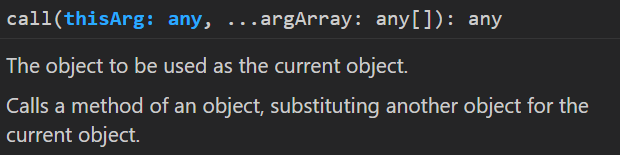 call(thisArg: any, ...argArray: any[]): any
The object to be used as the current object.
Calls a method of an object, substituting another object for the
current object.